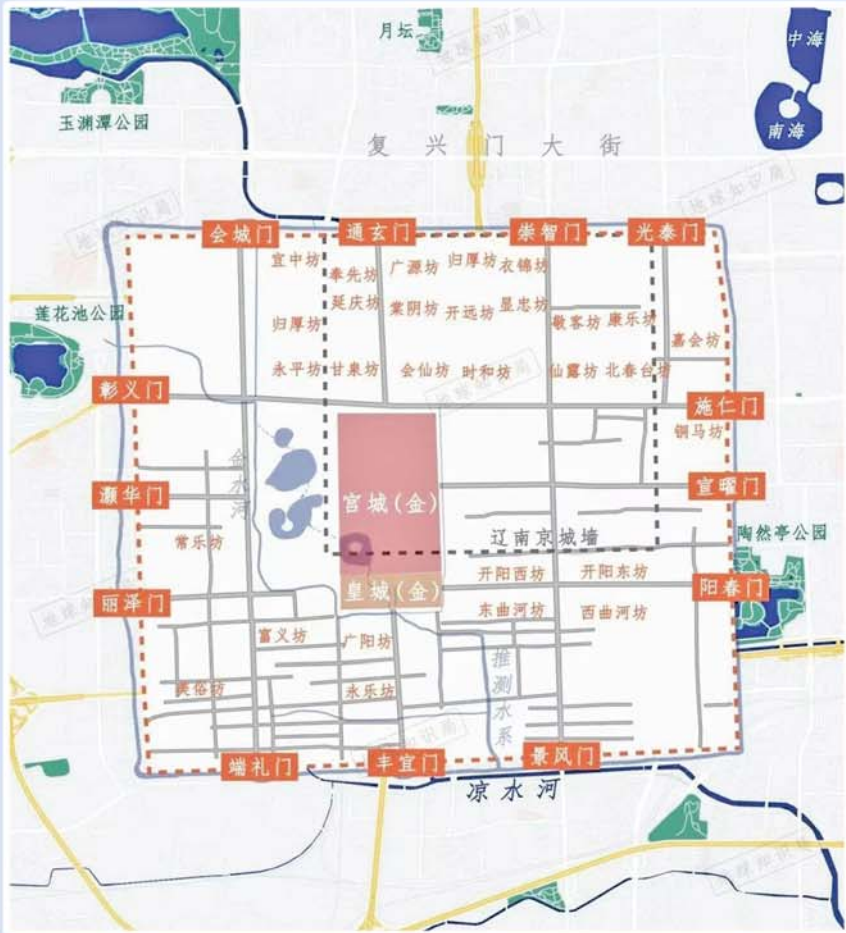 月坛
中海
玉渊潭公园
南海
复兴门大街
地球知识局
会城门
通玄门
崇智门
光泰门
宜中坊
奉先坊
广源坊
归厚坊
衣锦坊
延庆坊
棠阴坊
开远坊
显忠坊
归厚坊
敬客坊
康乐坊
嘉会坊
莲花池公园
永平坊
甘泉坊
会仙坊
时和坊
仙露坊
北春台坊
彰义门
施仁门
铜马坊
金水河
宫城(金)
灏华门
宣曜门
常乐坊
辽南京城墙
陶然亭公园
皇城(金)
开阳西坊
开阳东坊
丽泽门
阳春门
东曲河坊
西曲河坊
富义坊
广阳坊
推测水系
美俗坊
永乐坊
端礼门
丰宜门
景风门
凉水河